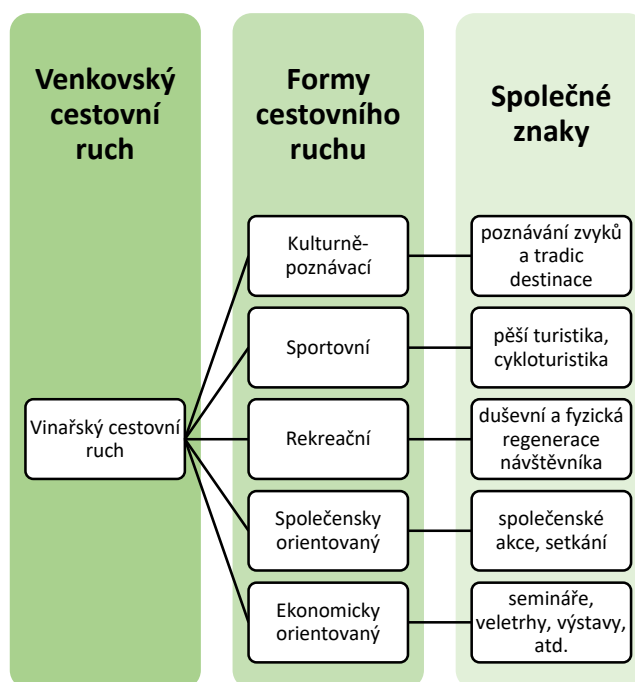 Venkovský
cestovní
ruch
Formy
cestovního
ruchu
Společné
znaky
Vinařský cestovní
ruch
Kulturně-
poznávací
poznávání zvyků
a tradic
destinace
Sportovní
pěší turistika,
cykloturistika
Rekreační
duševní a fyzická
regenerace
návštěvníka
Společensky
orientovaný
společenské
akce, setkání
Ekonomicky
orientovaný
semináře,
veletrhy, výstavy,
atd.